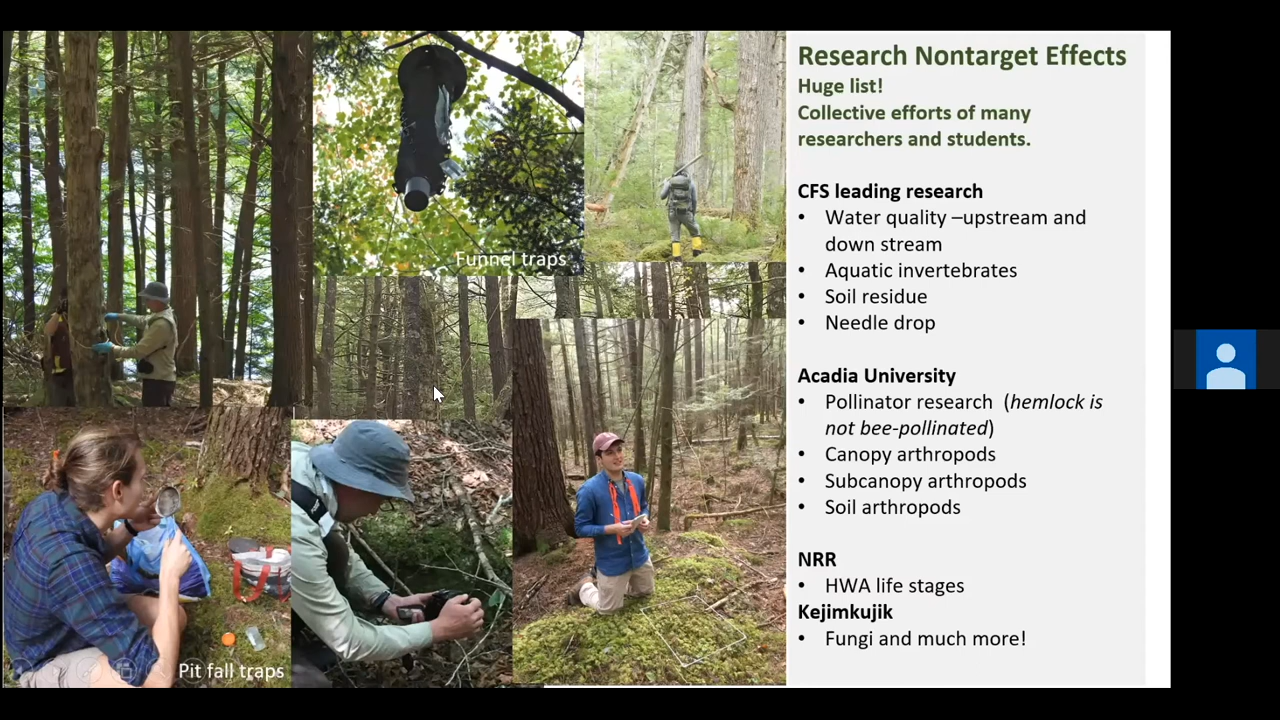 Funnel traps
Pit fall traps
Research Nontarget Effects
Huge list!
Collective efforts of many
researchers and students.
CFS leading research
• Water quality –upstream and
down stream
• Aquatic invertebrates
• Soil residue
• Needle drop
Acadia University
• Pollinator research (hemlock is
not bee-pollinated)
• Canopy arthropods
• Subcanopy arthropods
• Soil arthropods
NRR
• HWA life stages
Kejimkujik
• Fungi and much more!